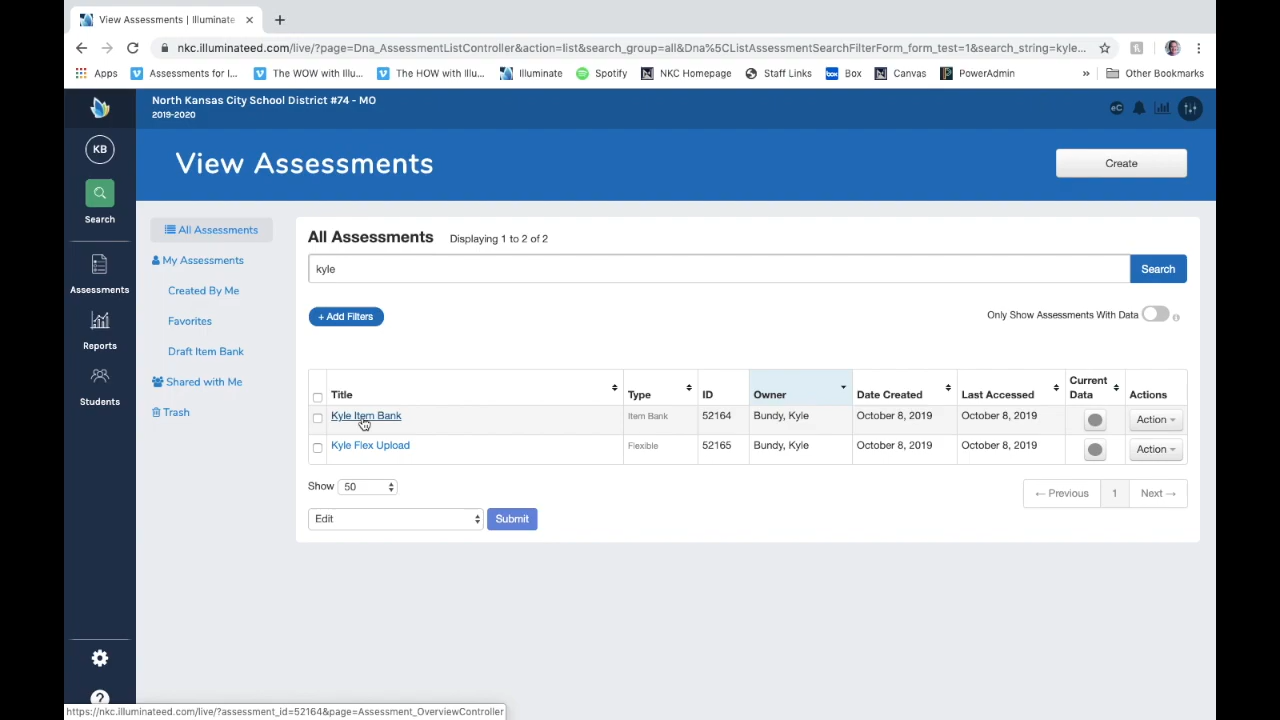 View Assessments | Illuminate
nkc.illuminateed.com/live/?page=Dna_AssessmentListController&action=list&search_group=all&Dna%5CListAssessmentSearchFilterForm_form_test=1&search_string=kyle...
Apps Assessments for I... The WOW with Illu... The HOW with Illu... Illuminate Spotify NKC Homepage Staff Links Box Canvas PowerAdmin » Other Bookmarks
North Kansas City School District #74 - MO
2019-2020
KB
View Assessments
Create
Search
Assessments
Reports
Students
All Assessments
My Assessments
Created By Me
Favorites
Draft Item Bank
Shared with Me
Trash
All Assessments Displaying 1 to 2 of 2
kyle Search
+ Add Filters Only Show Assessments With Data
Title Type ID Owner Date Created Last Accessed Current Data Actions
Kyle Item Bank Item Bank 52164 Bundy, Kyle October 8, 2019 October 8, 2019 Action
Kyle Flex Upload Flexible 52165 Bundy, Kyle October 8, 2019 October 8, 2019 Action
Show 50 ← Previous 1 Next →
Edit Submit
https://nkc.illuminateed.com/live/?assessment_id=52164&page=Assessment_OverviewController